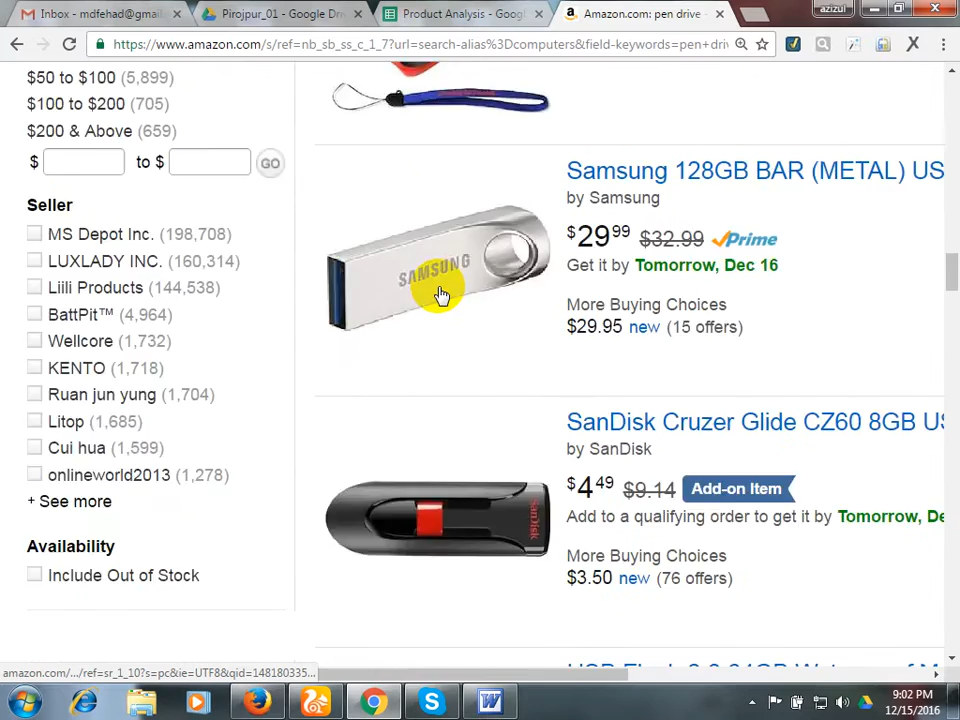 Inbox - mdfehad@gmail
Pirojpur_01 - Google Dri
Product Analysis - Googl
Amazon.com: pen drive -
azizul
https://www.amazon.com/s/ref=nb_sb_ss_c_1_7?url=search-alias%3Dcomputers&field-keywords=pen+dri
$50 to $100 (5,899)
$100 to $200 (705)
$200 & Above (659)
$ to $ GO
Seller
MS Depot Inc. (198,708)
LUXLADY INC. (160,314)
Liili Products (144,538)
BattPit™ (4,964)
Wellcore (1,732)
KENTO (1,718)
Ruan jun yung (1,704)
Litop (1,685)
Cui hua (1,599)
onlineworld2013 (1,278)
+ See more
Availability
Include Out of Stock
Samsung 128GB BAR (METAL) US
by Samsung
$29 99 $32.99 Prime
Get it by Tomorrow, Dec 16
More Buying Choices
$29.95 new (15 offers)
SAMSUNG
SanDisk Cruzer Glide CZ60 8GB US
by SanDisk
$4 49 $9.14 Add-on Item
Add to a qualifying order to get it by Tomorrow, De
More Buying Choices
$3.50 new (76 offers)
SanDisk
amazon.com/.../ref=sr_1_10?s=pc&ie=UTF8&qid=148180335...
9:02 PM
12/15/2016